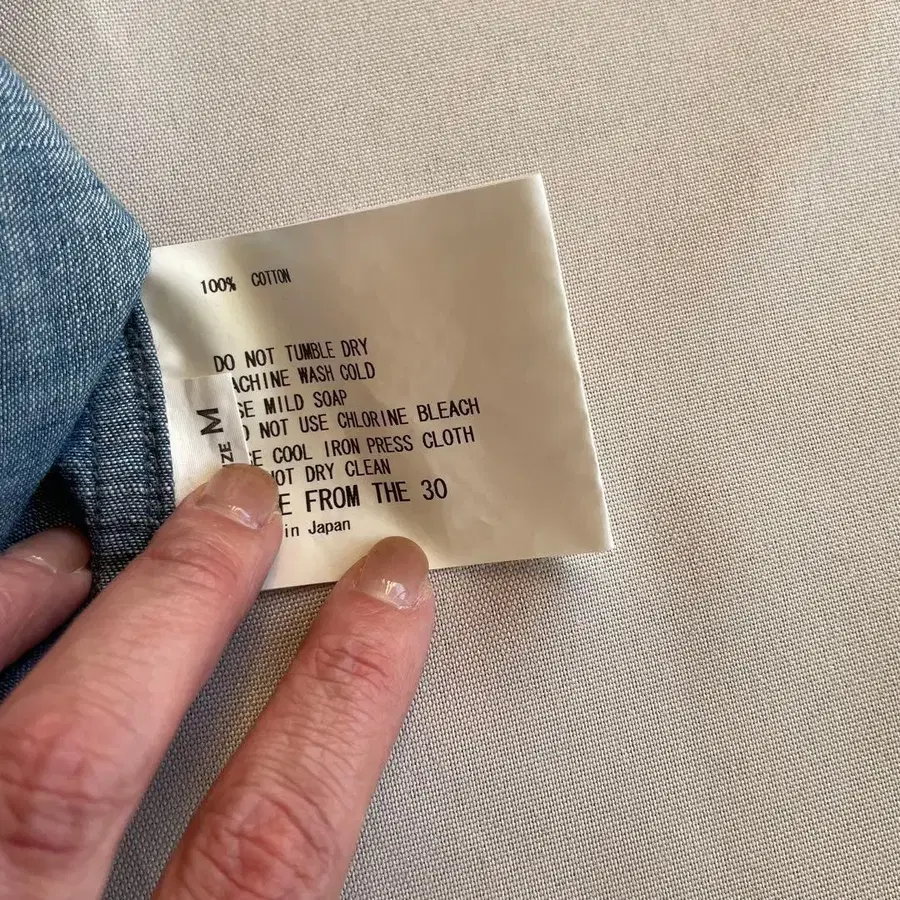 100% COTTON
DO NOT TUMBLE DRY
ACHINE WASH COLD
SE MILD SOAP
NOT USE CHLORINE BLEACH
E COOL IRON PRESS CLOTH
NOT DRY CLEAN
E FROM THE 30
in Japan
M
ZE